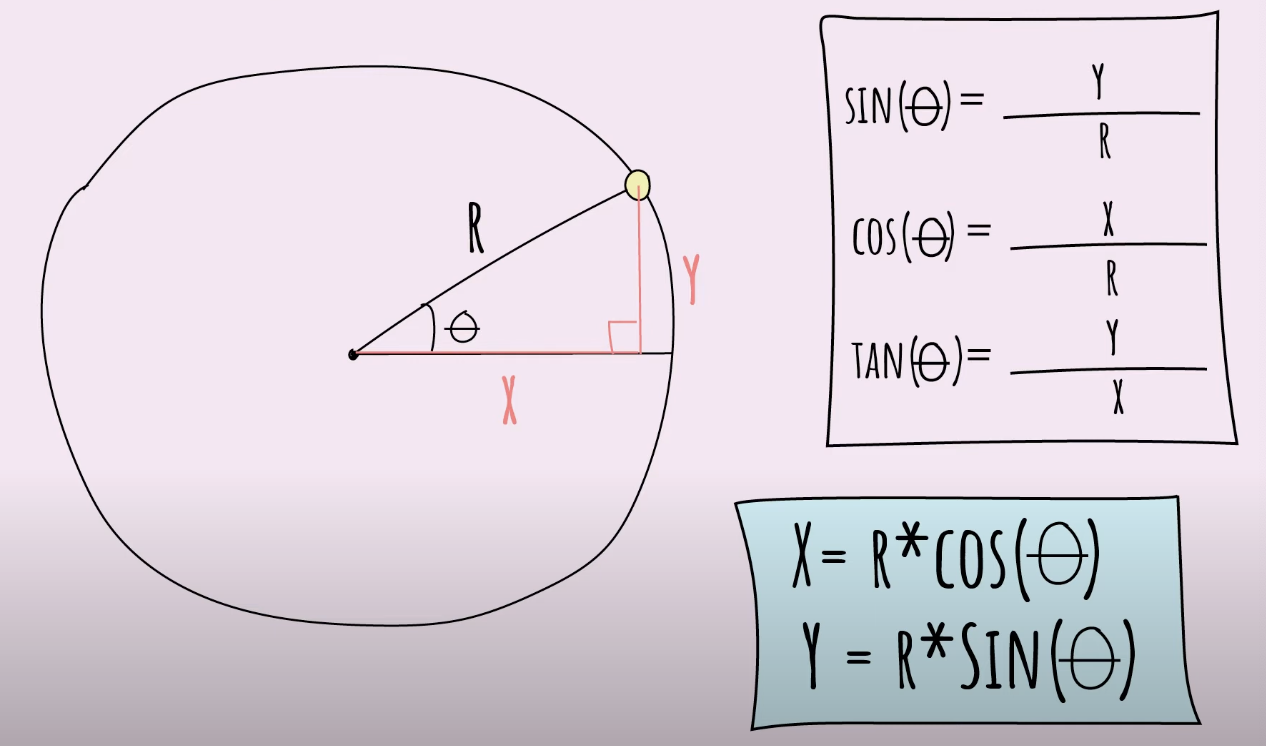 R
θ
Y
X
SIN(θ) = Y
R
COS(θ) = X
R
TAN(θ) = Y
X
X = R*COS(θ)
Y = R*SIN(θ)